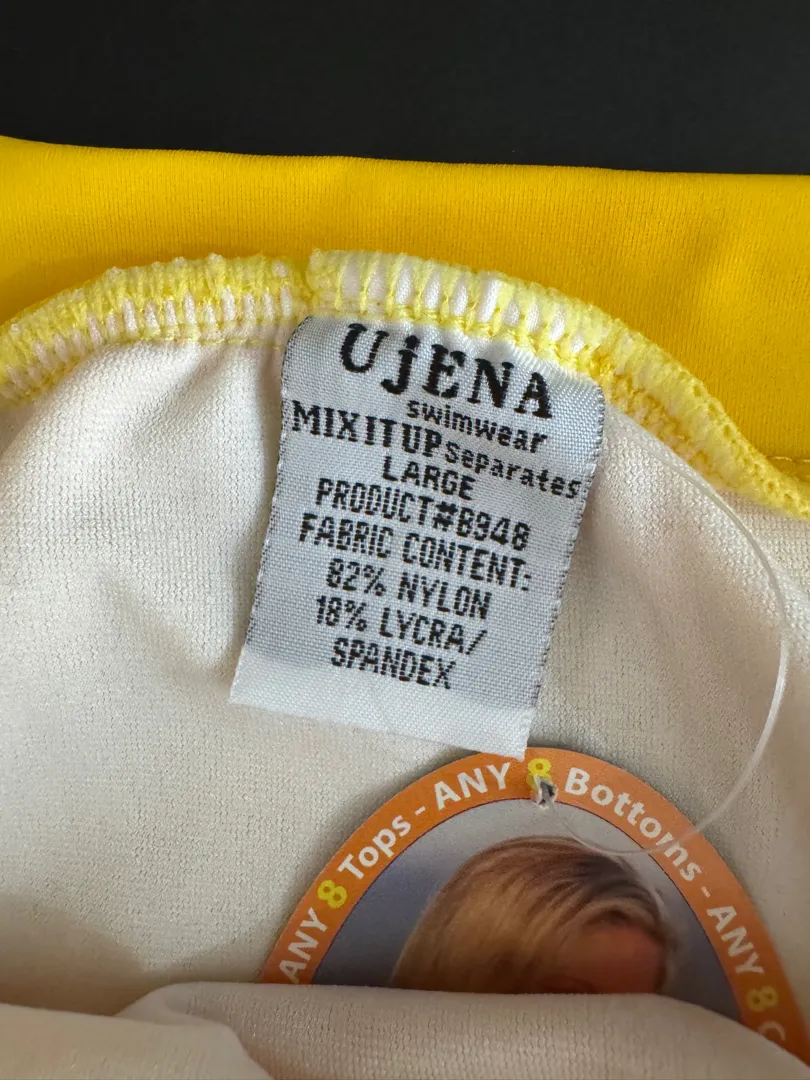 UjENA
swimwear
MIXITUP Separates
LARGE
PRODUCT#B948
FABRIC CONTENT:
82% NYLON
18% LYCRA/
SPANDEX
ANY 8 Tops - ANY 8 Bottoms - ANY 8